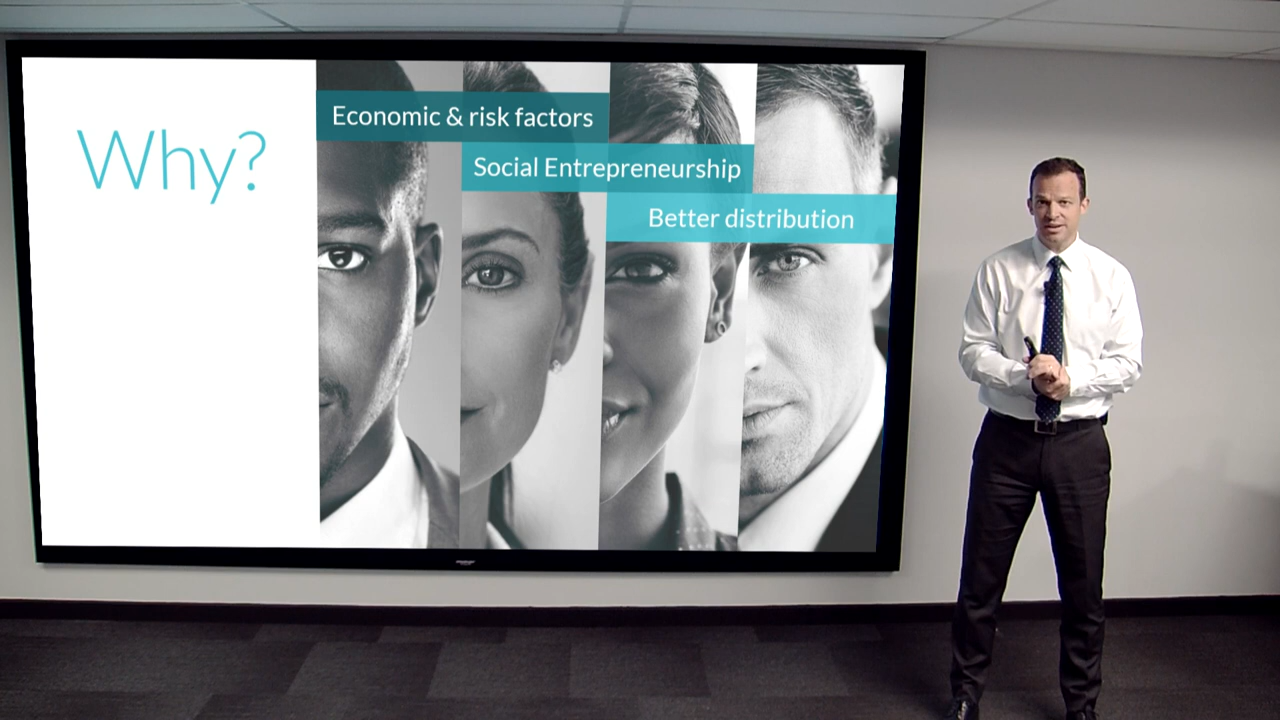 Why?
Economic & risk factors
Social Entrepreneurship
Better distribution